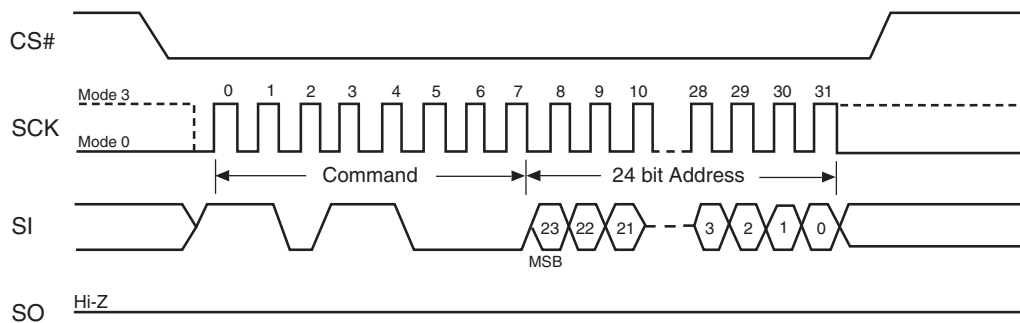 CS#
Mode 3
0 1 2 3 4 5 6 7 8 9 10 28 29 30 31
SCK
Mode 0
Command
24 bit Address
SI
23 22 21 3 2 1 0
MSB
Hi-Z
SO